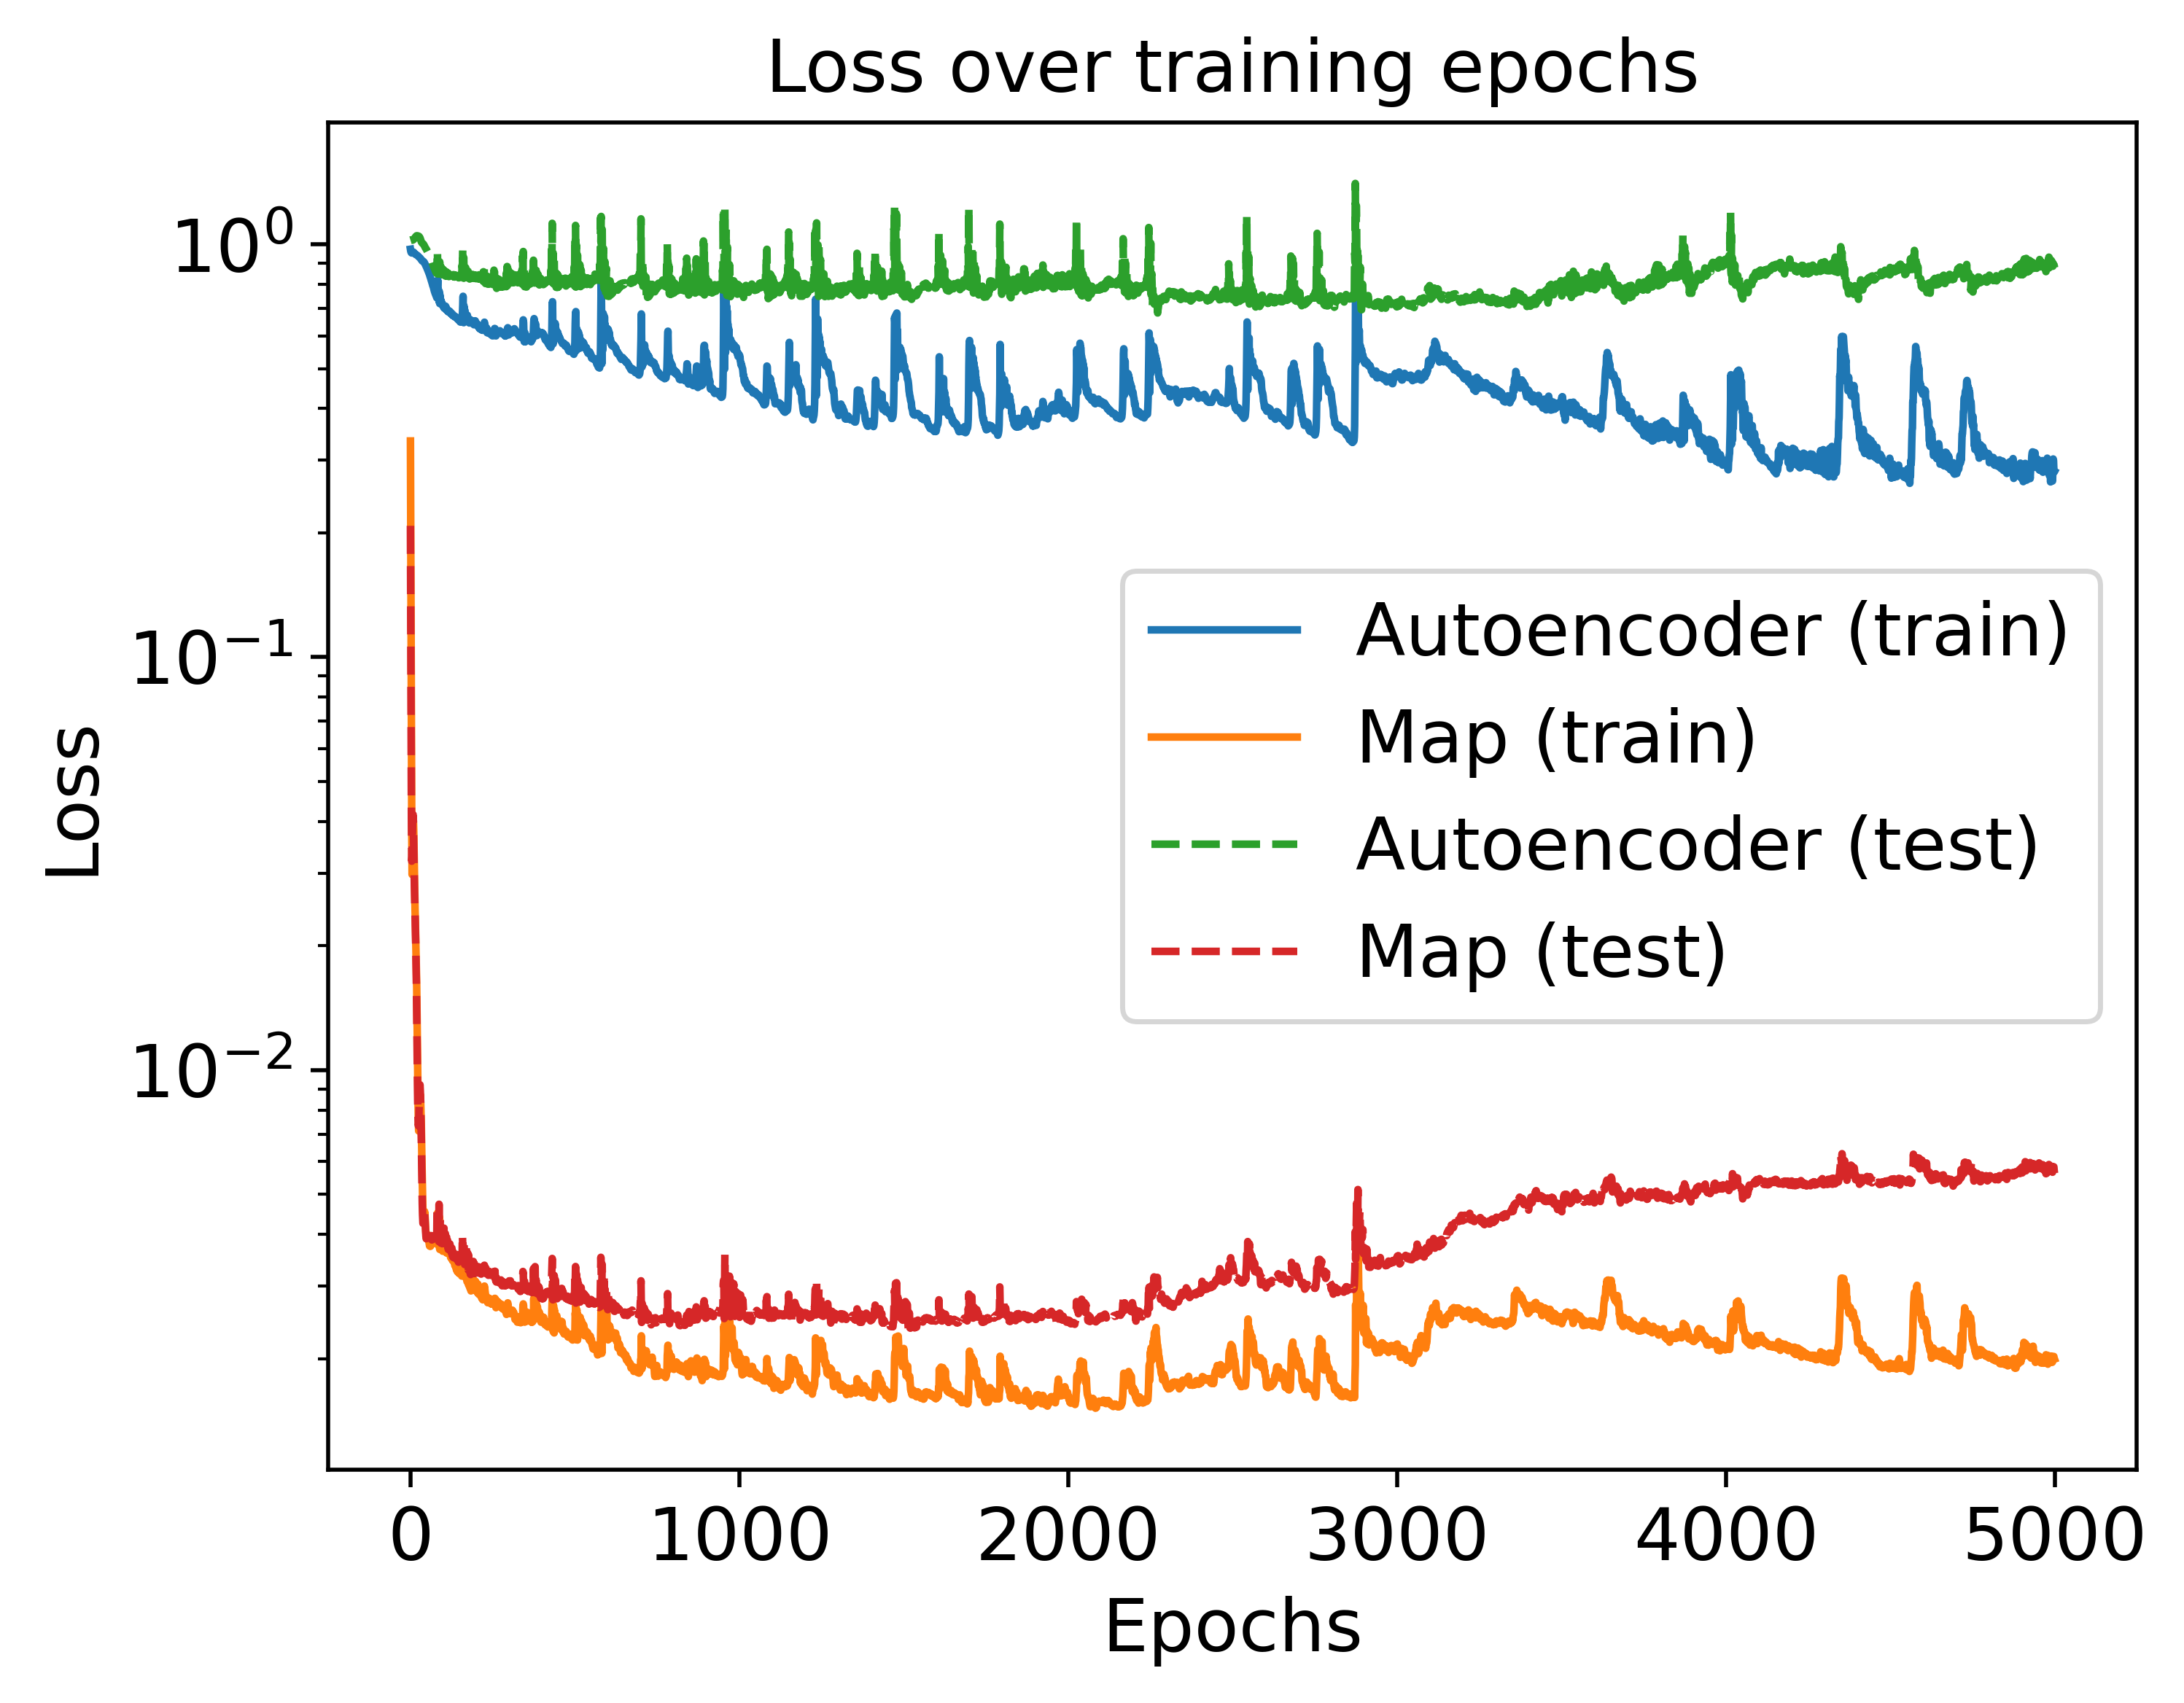 Loss over training epochs
10⁰
10⁻¹
10⁻²
Loss
Autoencoder (train)
Map (train)
Autoencoder (test)
Map (test)
0 1000 2000 3000 4000 5000
Epochs